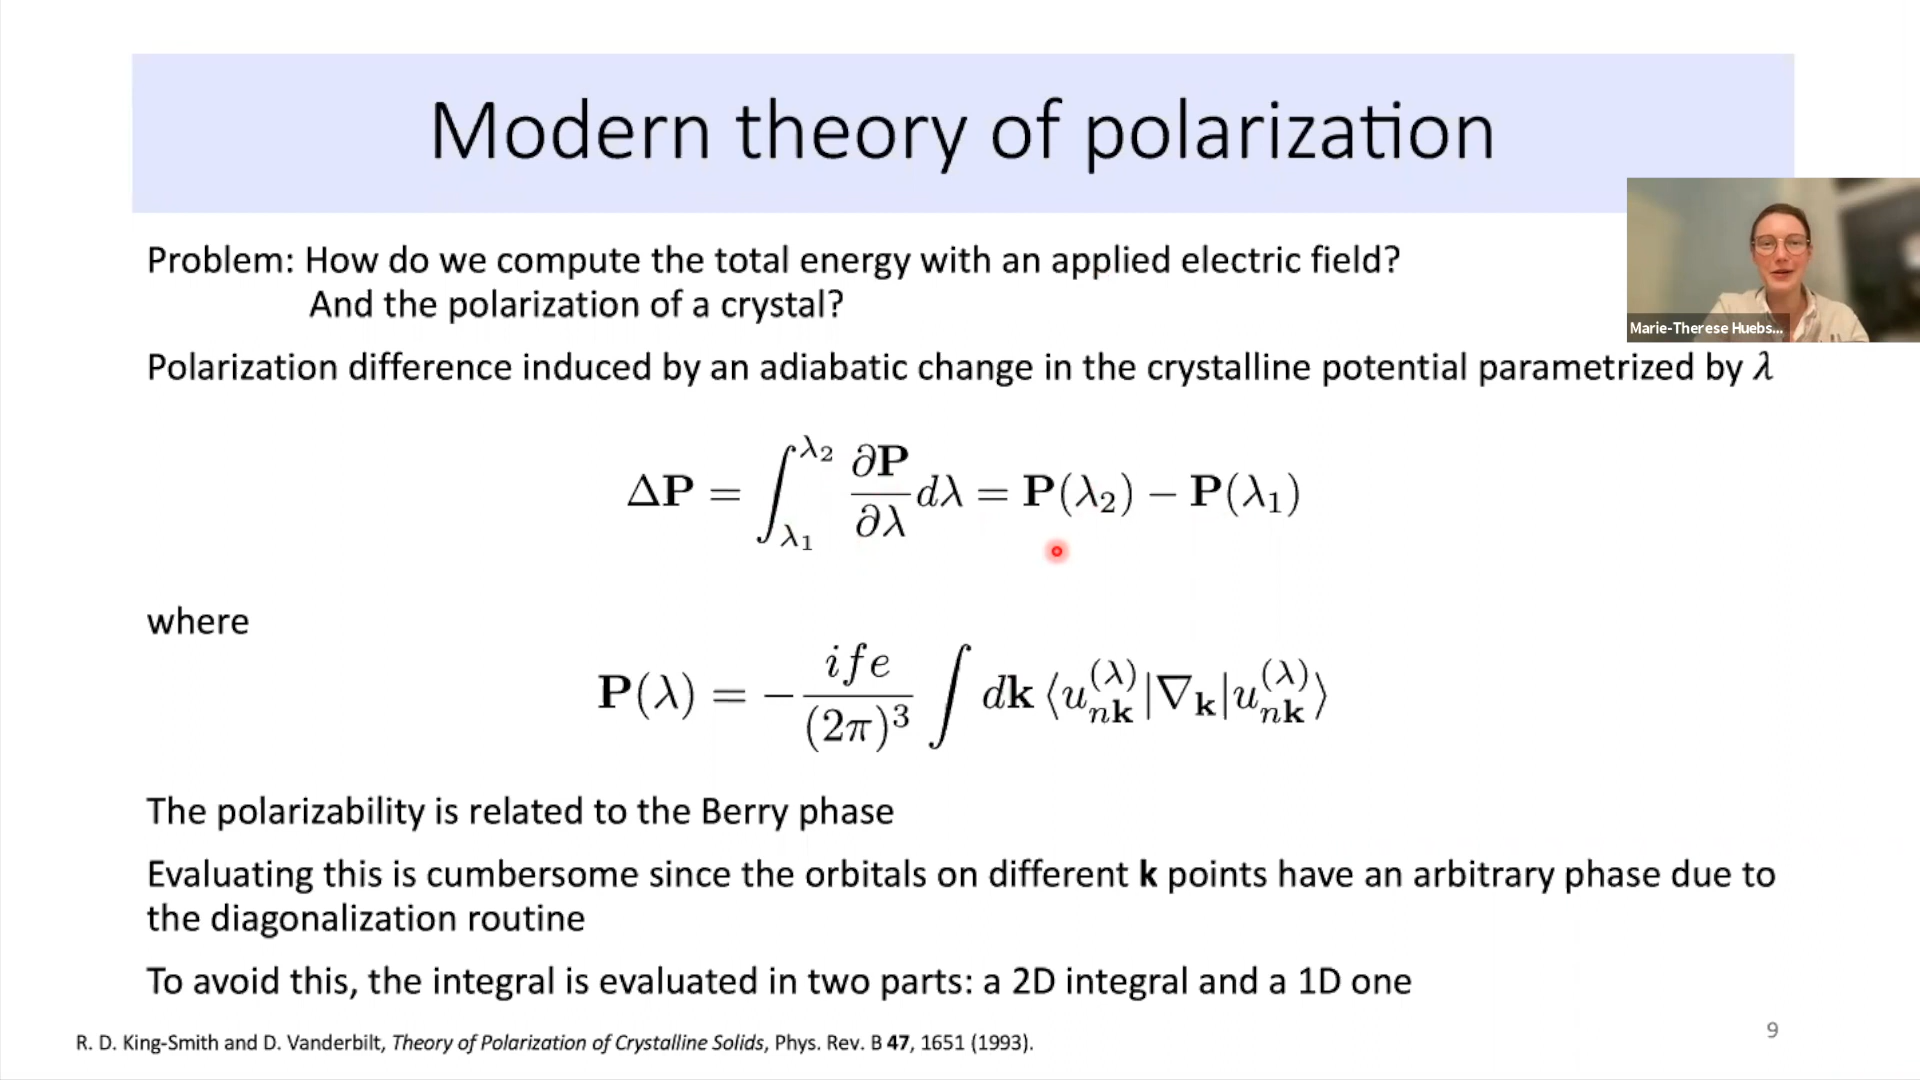 Modern theory of polarization
Problem: How do we compute the total energy with an applied electric field?
And the polarization of a crystal?
Marie-Therese Huebs...
Polarization difference induced by an adiabatic change in the crystalline potential parametrized by λ
ΔP = ∫_{λ₁}^{λ₂} ∂P/∂λ dλ = P(λ₂) − P(λ₁)
where
P(λ) = − ife/(2π)³ ∫ dk ⟨u_{nk}^{(λ)}|∇_k|u_{nk}^{(λ)}⟩
The polarizability is related to the Berry phase
Evaluating this is cumbersome since the orbitals on different k points have an arbitrary phase due to
the diagonalization routine
To avoid this, the integral is evaluated in two parts: a 2D integral and a 1D one
R. D. King-Smith and D. Vanderbilt, Theory of Polarization of Crystalline Solids, Phys. Rev. B 47, 1651 (1993).
9